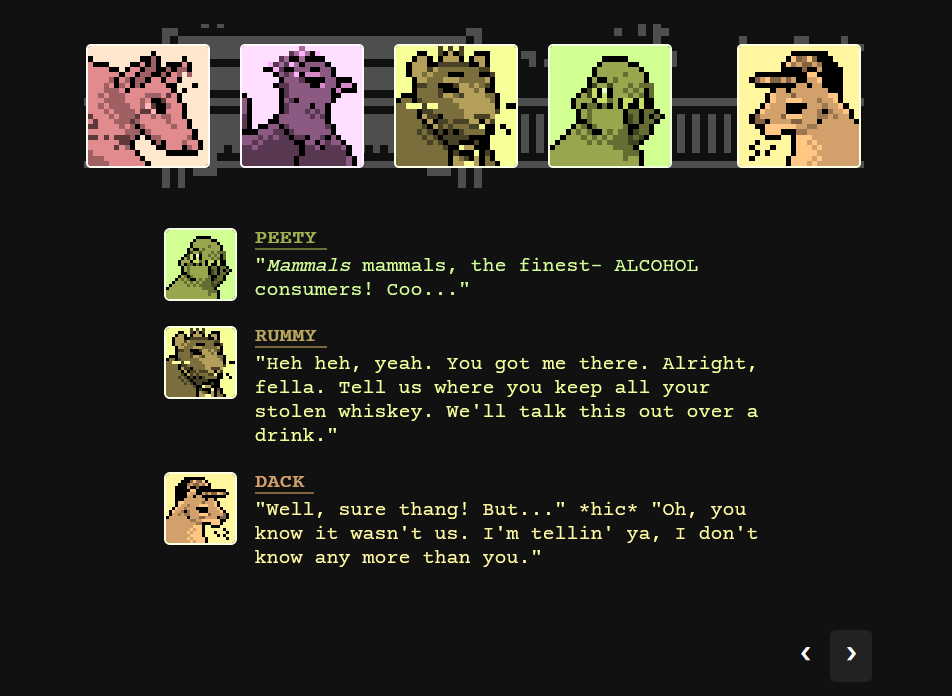 PEETY
"Mammals mammals, the finest- ALCOHOL
consumers! Coo..."
RUMMY
"Heh heh, yeah. You got me there. Alright,
fella. Tell us where you keep all your
stolen whiskey. We'll talk this out over a
drink."
DACK
"Well, sure thang! But..." *hic* "Oh, you
know it wasn't us. I'm tellin' ya, I don't
know any more than you."
‹ ›